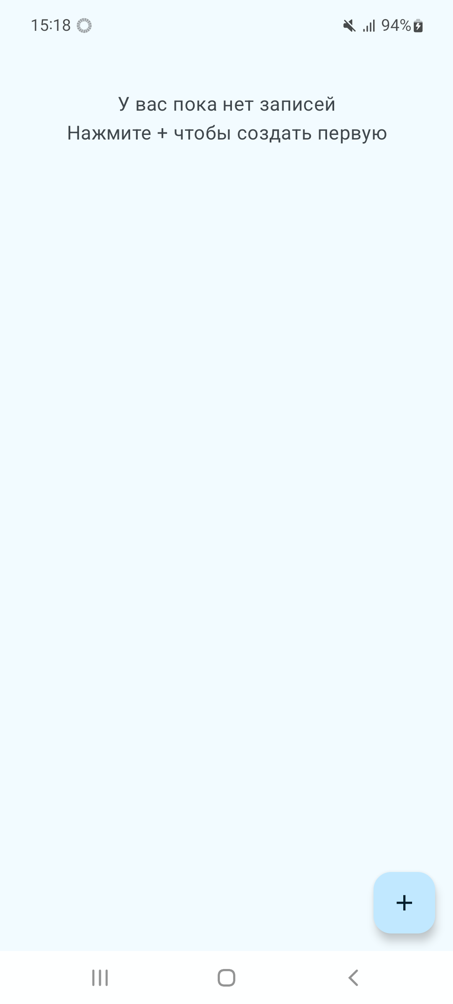 15:18 94%
У вас пока нет записей
Нажмите + чтобы создать первую
+